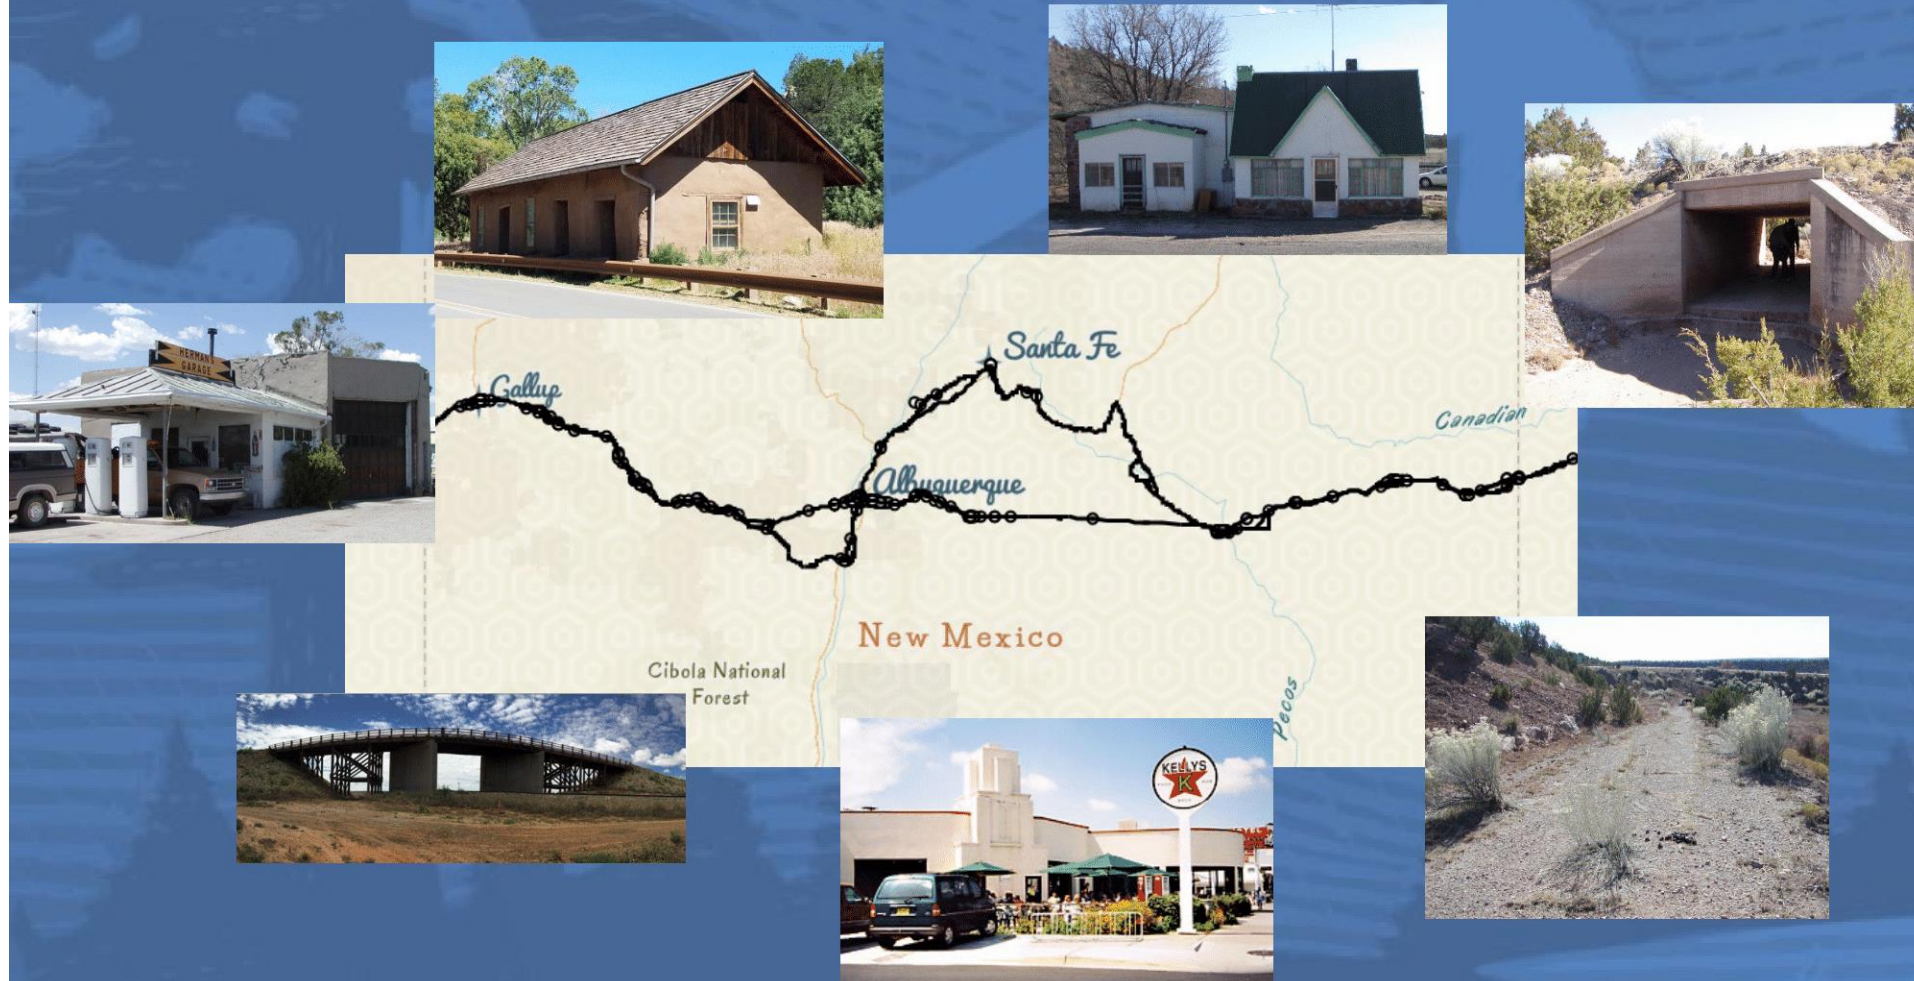 HERMAN'S
GARAGE
Gallup
Santa Fe
Albuquerque
Canadian
New Mexico
Cibola National
Forest
Pecos
KELLYS
K